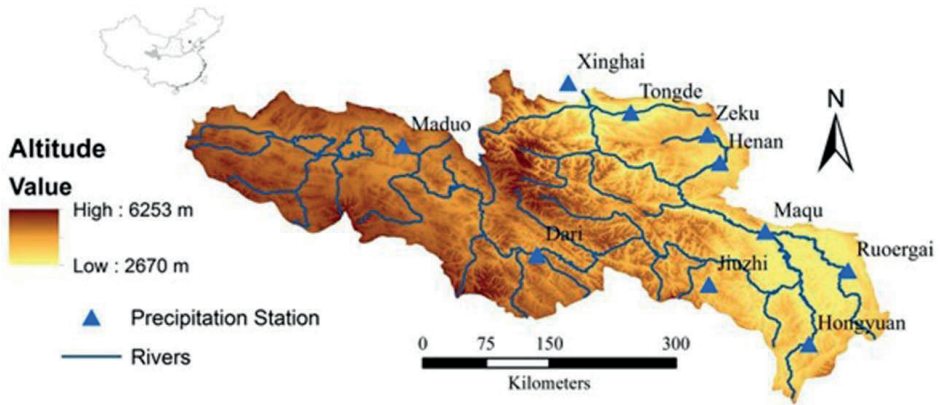 Xinghai
Tongde
Zeku
Maduo
Henan
N
Altitude
Value
High : 6253 m
Low : 2670 m
Maqu
Dari
Ruoergai
Jiuzhi
Precipitation Station
Hongyuan
Rivers
0 75 150 300
Kilometers